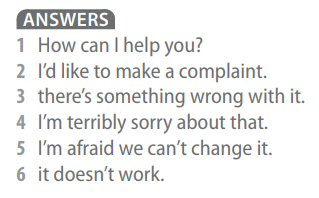 ANSWERS
1 How can I help you?
2 I'd like to make a complaint.
3 there's something wrong with it.
4 I'm terribly sorry about that.
5 I'm afraid we can't change it.
6 it doesn't work.